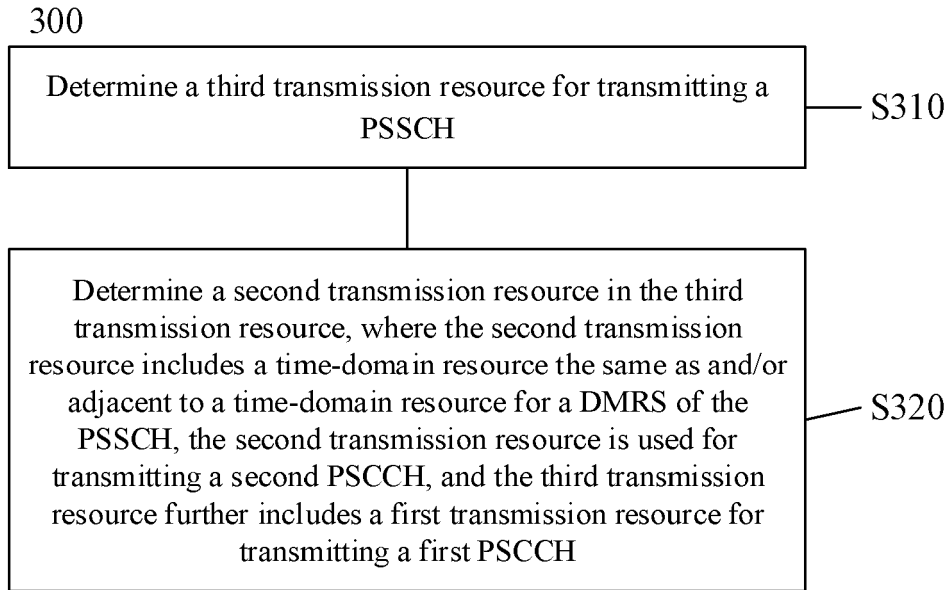 300
Determine a third transmission resource for transmitting a
PSSCH
S310
Determine a second transmission resource in the third
transmission resource, where the second transmission
resource includes a time-domain resource the same as and/or
adjacent to a time-domain resource for a DMRS of the
PSSCH, the second transmission resource is used for
transmitting a second PSCCH, and the third transmission
resource further includes a first transmission resource for
transmitting a first PSCCH
S320